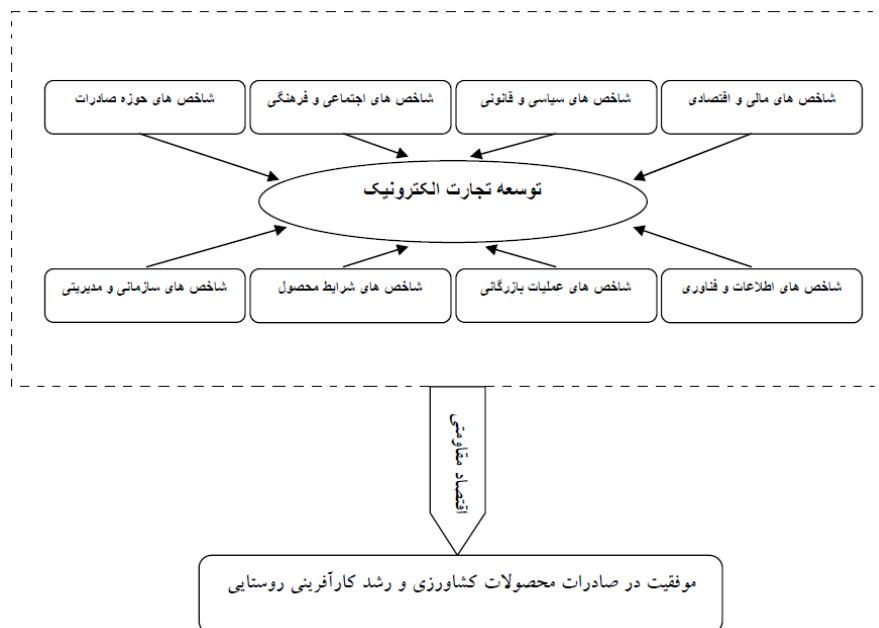 شاخص های مالی و اقتصادی
شاخص های سیاسی و قانونی
شاخص های اجتماعی و فرهنگی
شاخص های حوزه صادرات
توسعه تجارت الکترونیک
شاخص های اطلاعات و فناوری
شاخص های عملیات بازرگانی
شاخص های شرایط محصول
شاخص های سازمانی و مدیریتی
اقتصاد مقاومتی
موفقیت در صادرات محصولات کشاورزی و رشد کارآفرینی روستایی